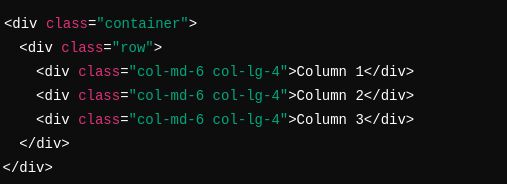 <div class="container">
  <div class="row">
    <div class="col-md-6 col-lg-4">Column 1</div>
    <div class="col-md-6 col-lg-4">Column 2</div>
    <div class="col-md-6 col-lg-4">Column 3</div>
  </div>
</div>